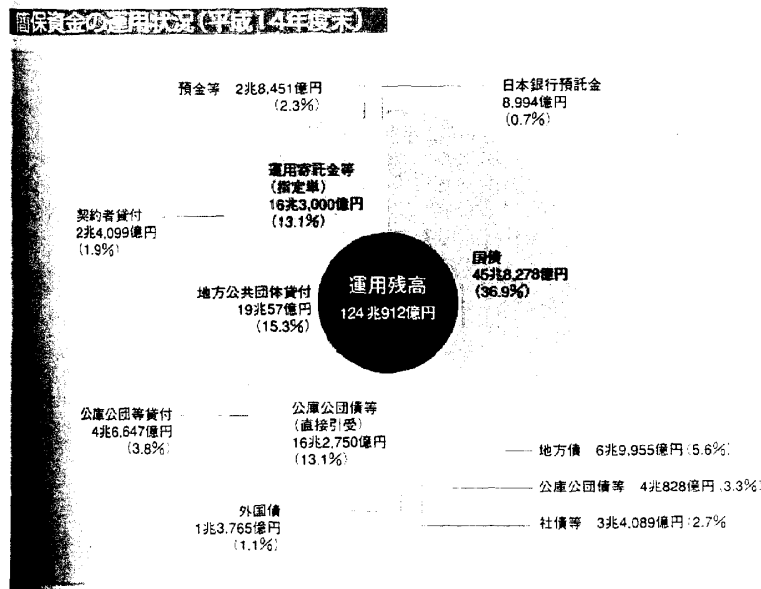 簡保資金の運用状況(平成14年度末)
預金等 2兆8,451億円
(2.3%)
日本銀行預託金
8,994億円
(0.7%)
運用寄託金等
(指定単)
16兆3,000億円
(13.1%)
契約者貸付
2兆4,099億円
(1.9%)
国債
45兆8,278億円
(36.9%)
運用残高
124兆912億円
地方公共団体貸付
19兆57億円
(15.3%)
公庫公団等貸付
4兆6,647億円
(3.8%)
公庫公団債等
(直接引受)
16兆2,750億円
(13.1%)
地方債 6兆9,955億円(5.6%)
公庫公団債等 4兆828億円(3.3%)
外国債
1兆3,765億円
(1.1%)
社債等 3兆4,089億円(2.7%